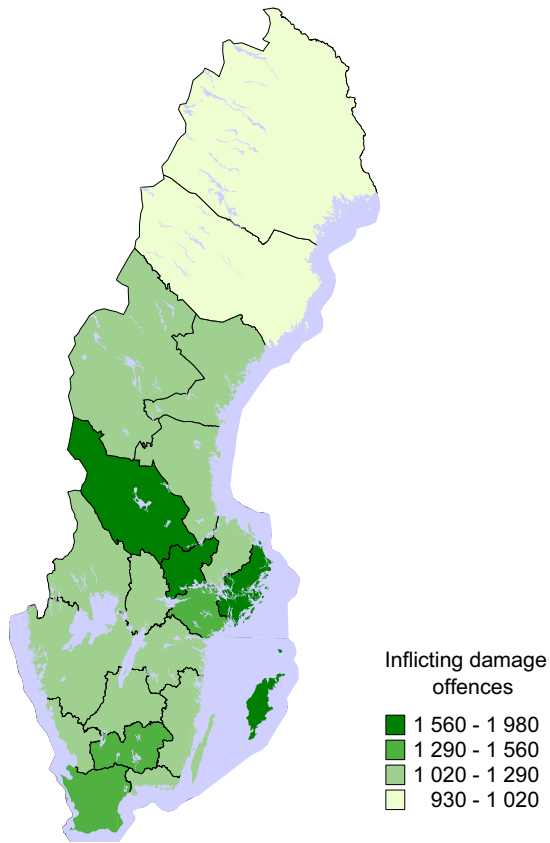 Inflicting damage
offences
1 560 - 1 980
1 290 - 1 560
1 020 - 1 290
930 - 1 020